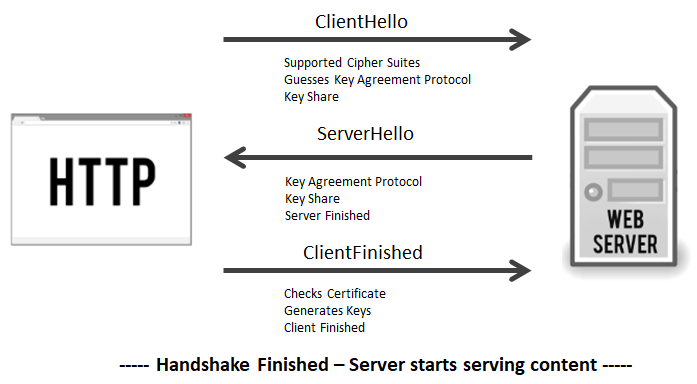 ClientHello
Supported Cipher Suites
Guesses Key Agreement Protocol
Key Share
HTTP
ServerHello
Key Agreement Protocol
Key Share
Server Finished
WEB
SERVER
ClientFinished
Checks Certificate
Generates Keys
Client Finished
----- Handshake Finished – Server starts serving content -----